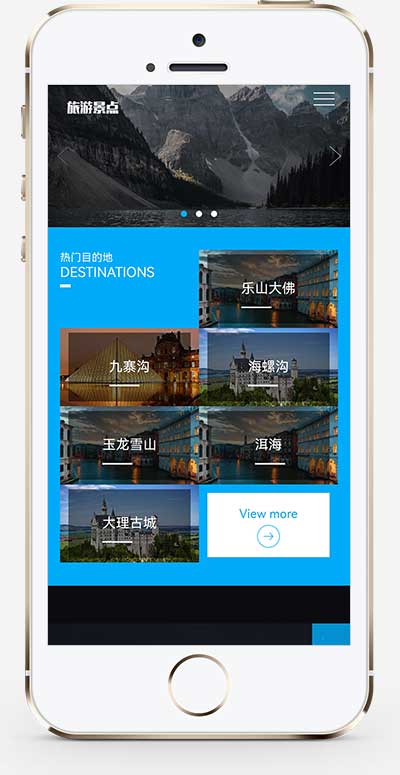 旅游景点
热门目的地
DESTINATIONS
乐山大佛
九寨沟
海螺沟
玉龙雪山
洱海
大理古城
View more